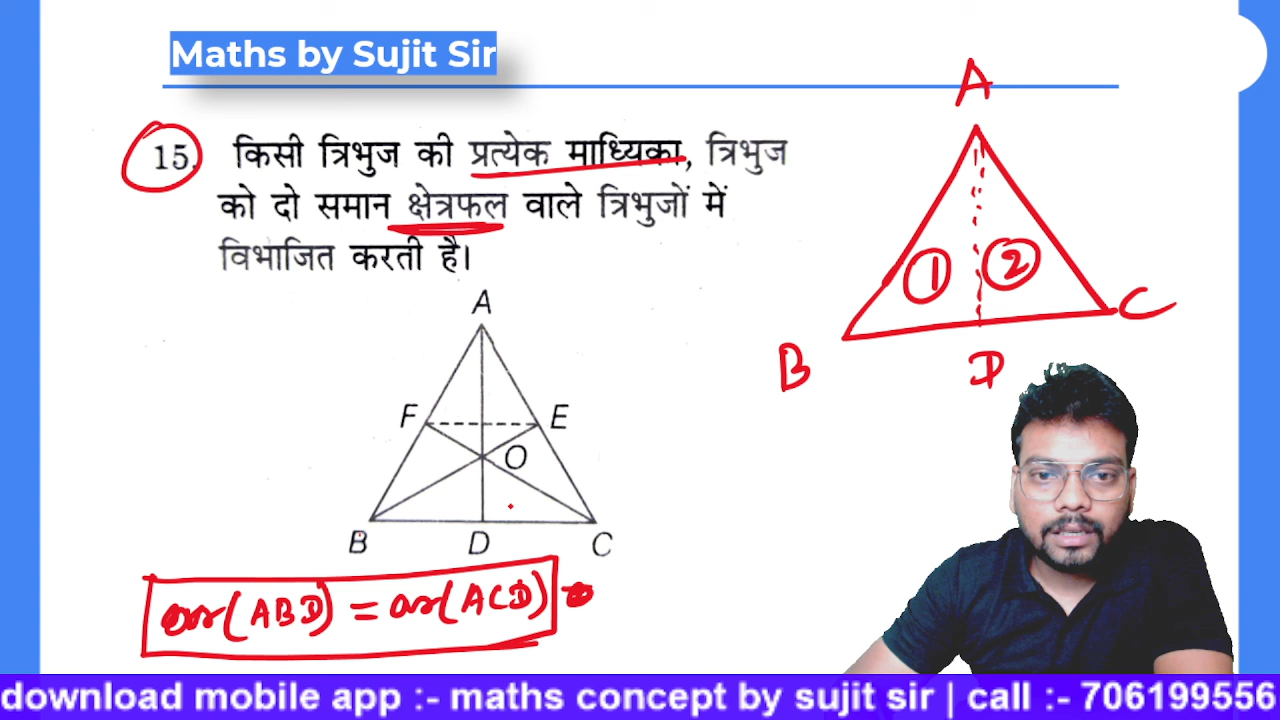 Maths by Sujit Sir
15. किसी त्रिभुज की प्रत्येक माध्यिका, त्रिभुज
को दो समान क्षेत्रफल वाले त्रिभुजों में
विभाजित करती है।
A
F
E
O
B
D
C
ar(ABD) = ar(ACD)
A
1
2
B
D
C
download mobile app :- maths concept by sujit sir | call :- 706199556